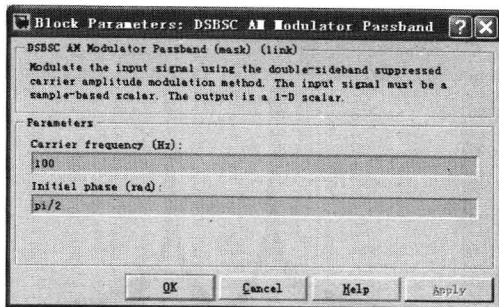 Block Parameters: DSBSC AM Modulator Passband
DSBSC AM Modulator Passband (mask) (link)
Modulate the input signal using the double-sideband suppressed
carrier amplitude modulation method. The input signal must be a
sample-based scalar. The output is a 1-D scalar.
Parameters
Carrier frequency (Hz):
100
Initial phase (rad):
pi/2
OK Cancel Help Apply